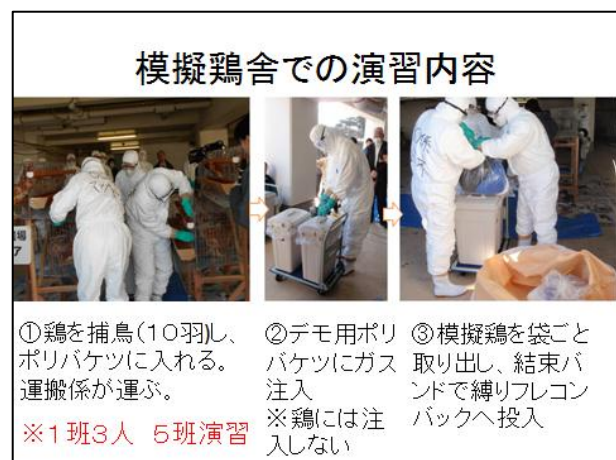 模擬鶏舎での演習内容
①鶏を捕鳥(10羽)し、
ポリバケツに入れる。
運搬係が運ぶ。
※1班3人 5班演習
②デモ用ポリ
バケツにガス
注入
※鶏には注
入しない
③模擬鶏を袋ごと
取り出し、結束バ
ンドで縛りフレコン
バックへ投入